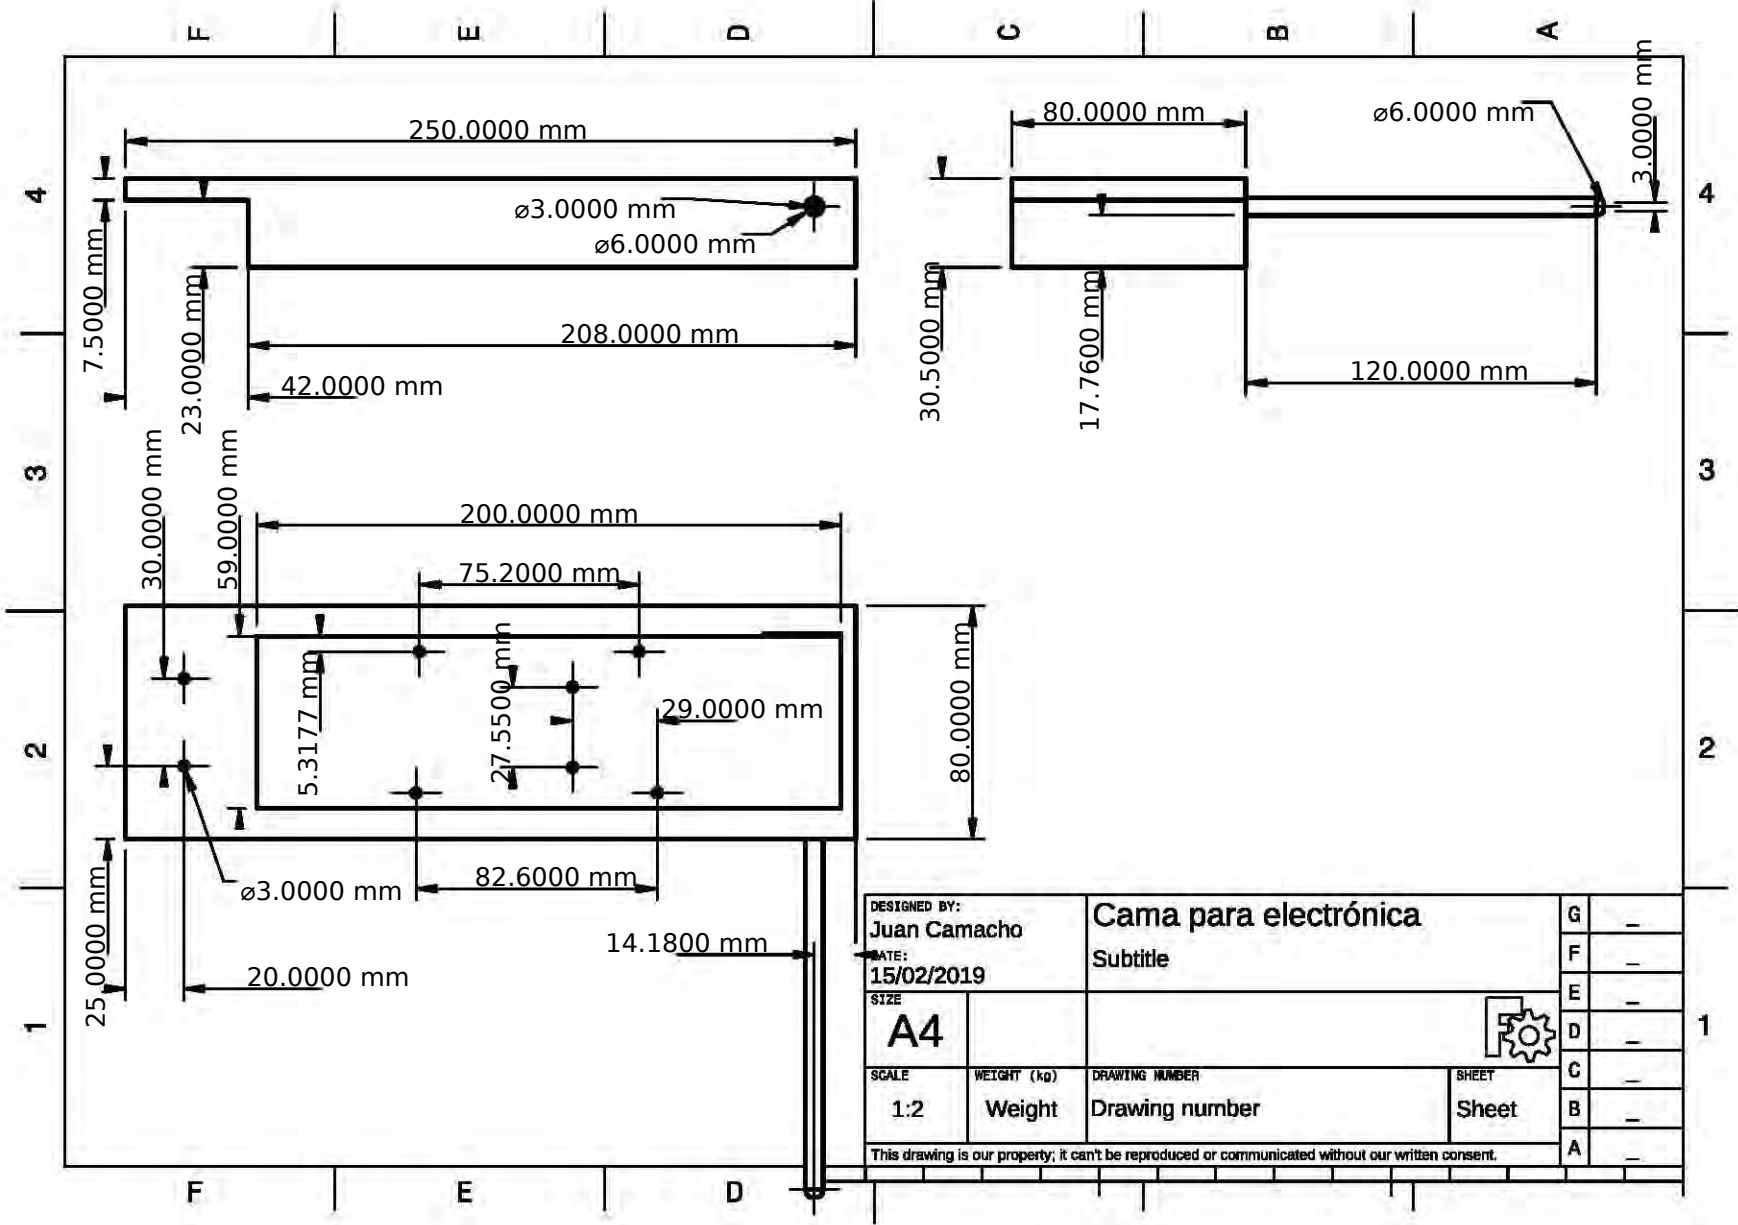 F E D C B A
250.0000 mm
80.0000 mm
⌀6.0000 mm
3.0000 mm
4
4
⌀3.0000 mm
⌀6.0000 mm
7.5000 mm
23.0000 mm
208.0000 mm
42.0000 mm
30.5000 mm
17.7600 mm
120.0000 mm
3
3
30.0000 mm
59.0000 mm
200.0000 mm
75.2000 mm
5.3177 mm
27.5500 mm
29.0000 mm
80.0000 mm
2
2
⌀3.0000 mm
82.6000 mm
25.0000 mm
20.0000 mm
14.1800 mm
1
1
DESIGNED BY:
Juan Camacho
DATE:
15/02/2019
Cama para electrónica
Subtitle
SIZE
A4
SCALE
1:2
WEIGHT (kg)
Weight
DRAWING NUMBER
Drawing number
SHEET
Sheet
G _
F _
E _
D _
C _
B _
A _
This drawing is our property; it can't be reproduced or communicated without our written consent.
F E D